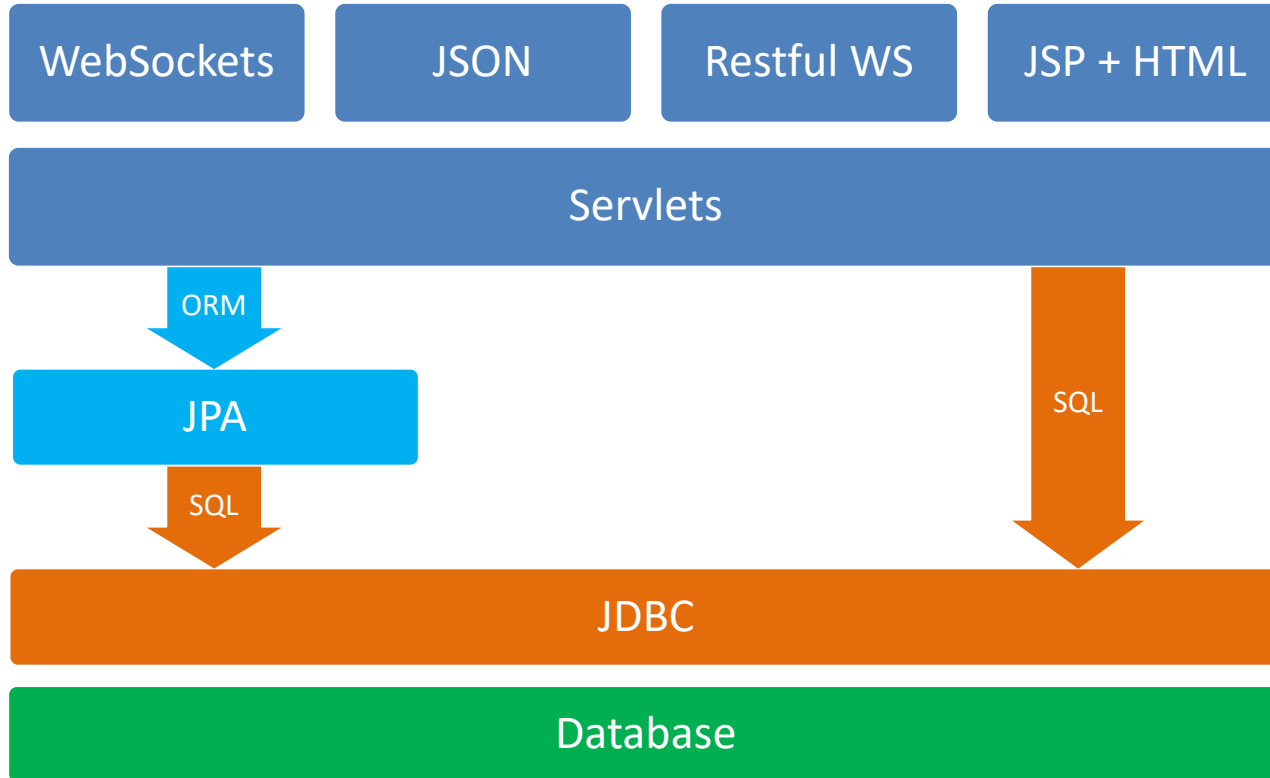 WebSockets
JSON
Restful WS
JSP + HTML
Servlets
ORM
JPA
SQL
SQL
JDBC
Database